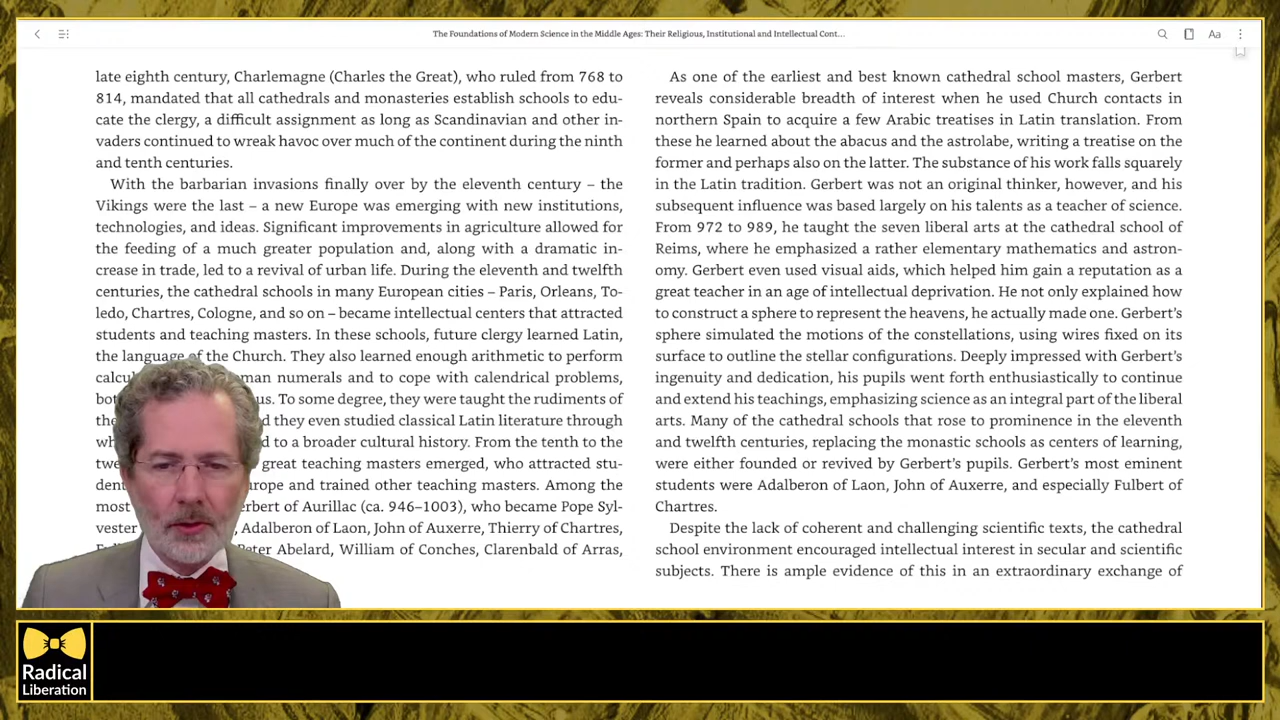 The Foundations of Modern Science in the Middle Ages: Their Religious, Institutional and Intellectual Cont...
Aa
late eighth century, Charlemagne (Charles the Great), who ruled from 768 to
814, mandated that all cathedrals and monasteries establish schools to edu-
cate the clergy, a difficult assignment as long as Scandinavian and other in-
vaders continued to wreak havoc over much of the continent during the ninth
and tenth centuries.
With the barbarian invasions finally over by the eleventh century – the
Vikings were the last – a new Europe was emerging with new institutions,
technologies, and ideas. Significant improvements in agriculture allowed for
the feeding of a much greater population and, along with a dramatic in-
crease in trade, led to a revival of urban life. During the eleventh and twelfth
centuries, the cathedral schools in many European cities – Paris, Orleans, To-
ledo, Chartres, Cologne, and so on – became intellectual centers that attracted
students and teaching masters. In these schools, future clergy learned Latin,
the language of the Church. They also learned enough arithmetic to perform
numerals and to cope with calendrical problems,
To some degree, they were taught the rudiments of
they even studied classical Latin literature through
to a broader cultural history. From the tenth to the
great teaching masters emerged, who attracted stu-
and trained other teaching masters. Among the
most of Aurillac (ca. 946–1003), who became Pope Syl-
vester Adalberon of Laon, John of Auxerre, Thierry of Chartres,
Peter Abelard, William of Conches, Clarenbald of Arras,
As one of the earliest and best known cathedral school masters, Gerbert
reveals considerable breadth of interest when he used Church contacts in
northern Spain to acquire a few Arabic treatises in Latin translation. From
these he learned about the abacus and the astrolabe, writing a treatise on the
former and perhaps also on the latter. The substance of his work falls squarely
in the Latin tradition. Gerbert was not an original thinker, however, and his
subsequent influence was based largely on his talents as a teacher of science.
From 972 to 989, he taught the seven liberal arts at the cathedral school of
Reims, where he emphasized a rather elementary mathematics and astron-
omy. Gerbert even used visual aids, which helped him gain a reputation as a
great teacher in an age of intellectual deprivation. He not only explained how
to construct a sphere to represent the heavens, he actually made one. Gerbert’s
sphere simulated the motions of the constellations, using wires fixed on its
surface to outline the stellar configurations. Deeply impressed with Gerbert’s
ingenuity and dedication, his pupils went forth enthusiastically to continue
and extend his teachings, emphasizing science as an integral part of the liberal
arts. Many of the cathedral schools that rose to prominence in the eleventh
and twelfth centuries, replacing the monastic schools as centers of learning,
were either founded or revived by Gerbert’s pupils. Gerbert’s most eminent
students were Adalberon of Laon, John of Auxerre, and especially Fulbert of
Chartres.
Despite the lack of coherent and challenging scientific texts, the cathedral
school environment encouraged intellectual interest in secular and scientific
subjects. There is ample evidence of this in an extraordinary exchange of
Radical
Liberation